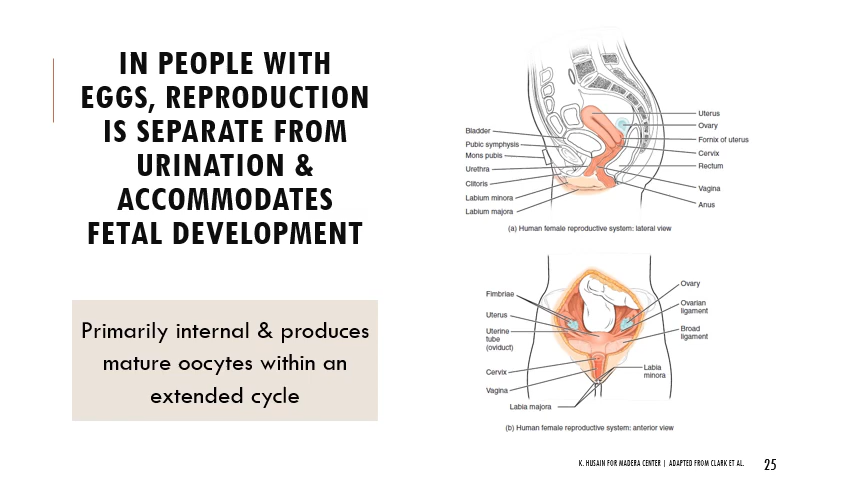 IN PEOPLE WITH
EGGS, REPRODUCTION
IS SEPARATE FROM
URINATION &
ACCOMMODATES
FETAL DEVELOPMENT
Primarily internal & produces
mature oocytes within an
extended cycle
Bladder
Pubic symphysis
Mons pubis
Urethra
Clitoris
Labium minora
Labium majora
Uterus
Ovary
Fornix of uterus
Cervix
Rectum
Vagina
Anus
(a) Human female reproductive system: lateral view
Fimbriae
Uterus
Uterine
tube
(oviduct)
Cervix
Vagina
Labia majora
Ovary
Ovarian
ligament
Broad
ligament
Labia
minora
(b) Human female reproductive system: anterior view
K. HUSAIN FOR MADERA CENTER | ADAPTED FROM CLARK ET AL.
25